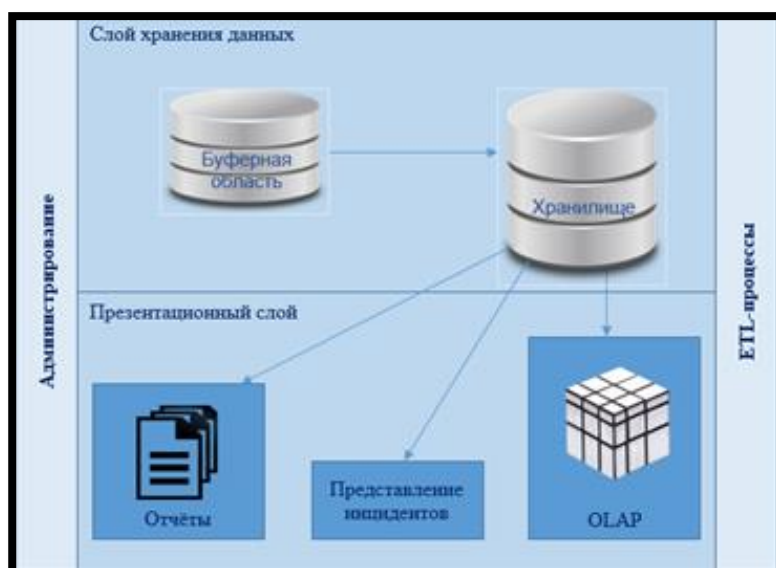 Слой хранения данных
Буферная
область
Хранилище
Администрирование
ETL-процессы
Презентационный слой
Отчёты
Представление
инцидентов
OLAP